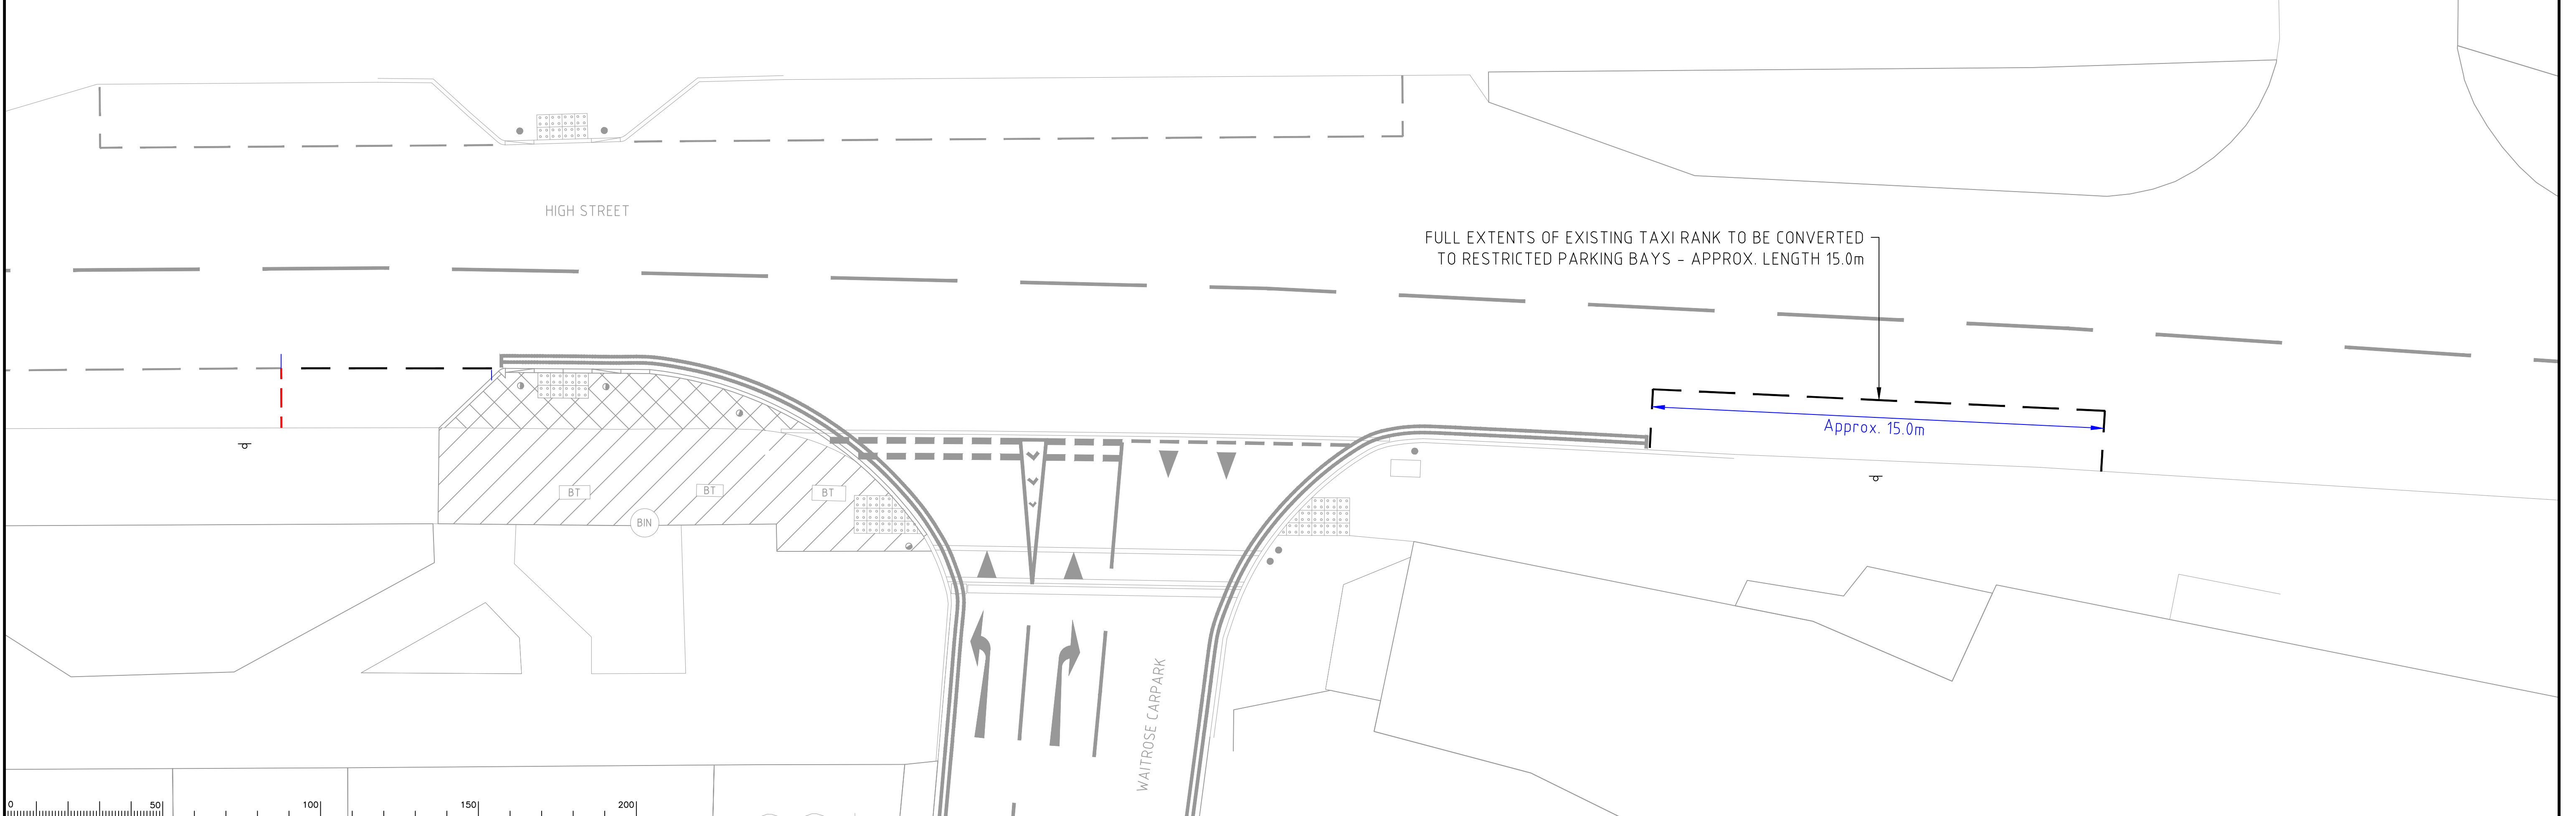 HIGH STREET
FULL EXTENTS OF EXISTING TAXI RANK TO BE CONVERTED
TO RESTRICTED PARKING BAYS - APPROX. LENGTH 15.0m
Approx. 15.0m
BT
BT
BT
BIN
WAITROSE CARPARK
0 50 100 150 200